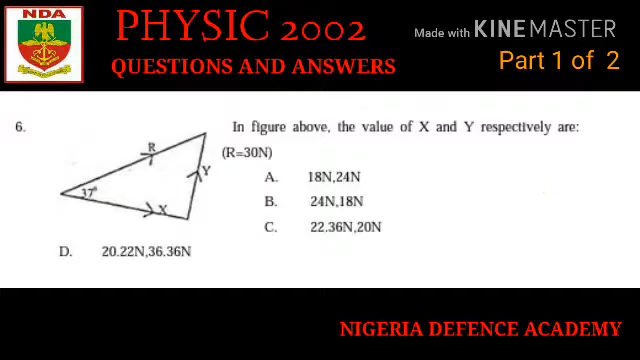 NDA
PHYSIC 2002
QUESTIONS AND ANSWERS
Made with KINEMASTER
Part 1 of 2
6.
In figure above, the value of X and Y respectively are:
(R=30N)
R
Y
37°
X
A. 18N,24N
B. 24N,18N
C. 22.36N,20N
D. 20.22N,36.36N
NIGERIA DEFENCE ACADEMY